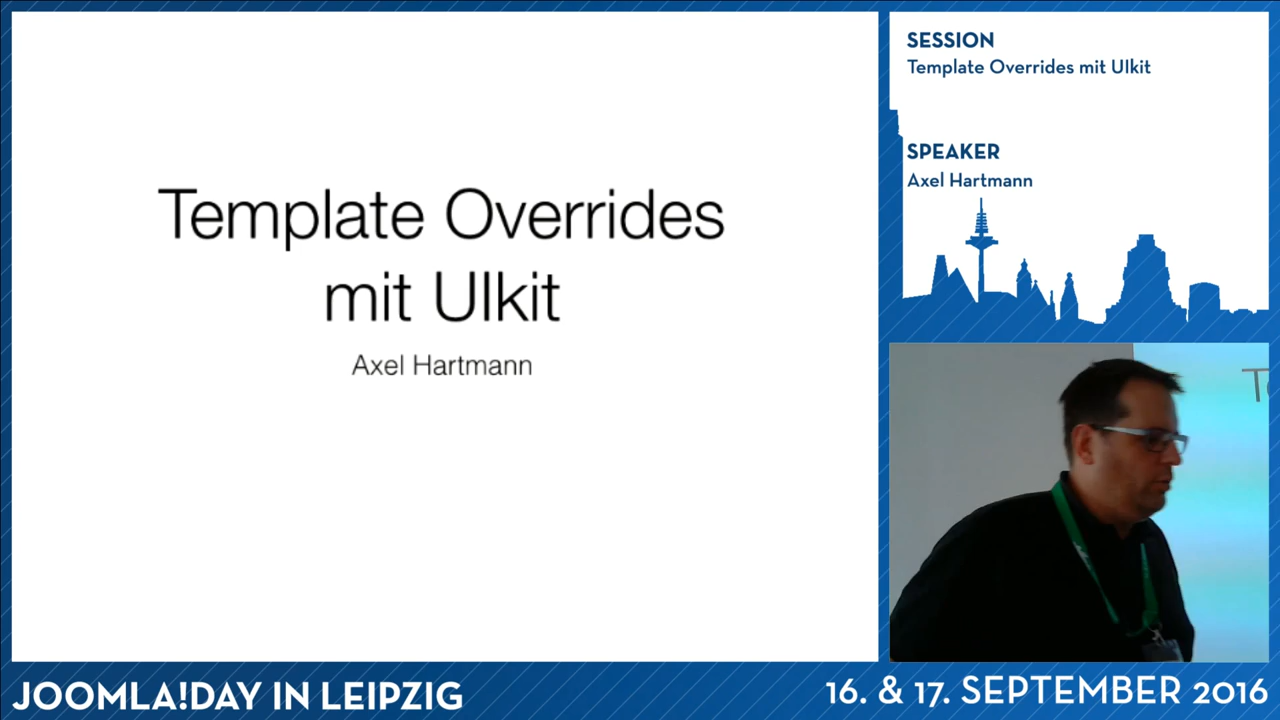 Template Overrides
mit UIkit
Axel Hartmann
SESSION
Template Overrides mit UIkit
SPEAKER
Axel Hartmann
JOOMLA!DAY IN LEIPZIG
16. & 17. SEPTEMBER 2016